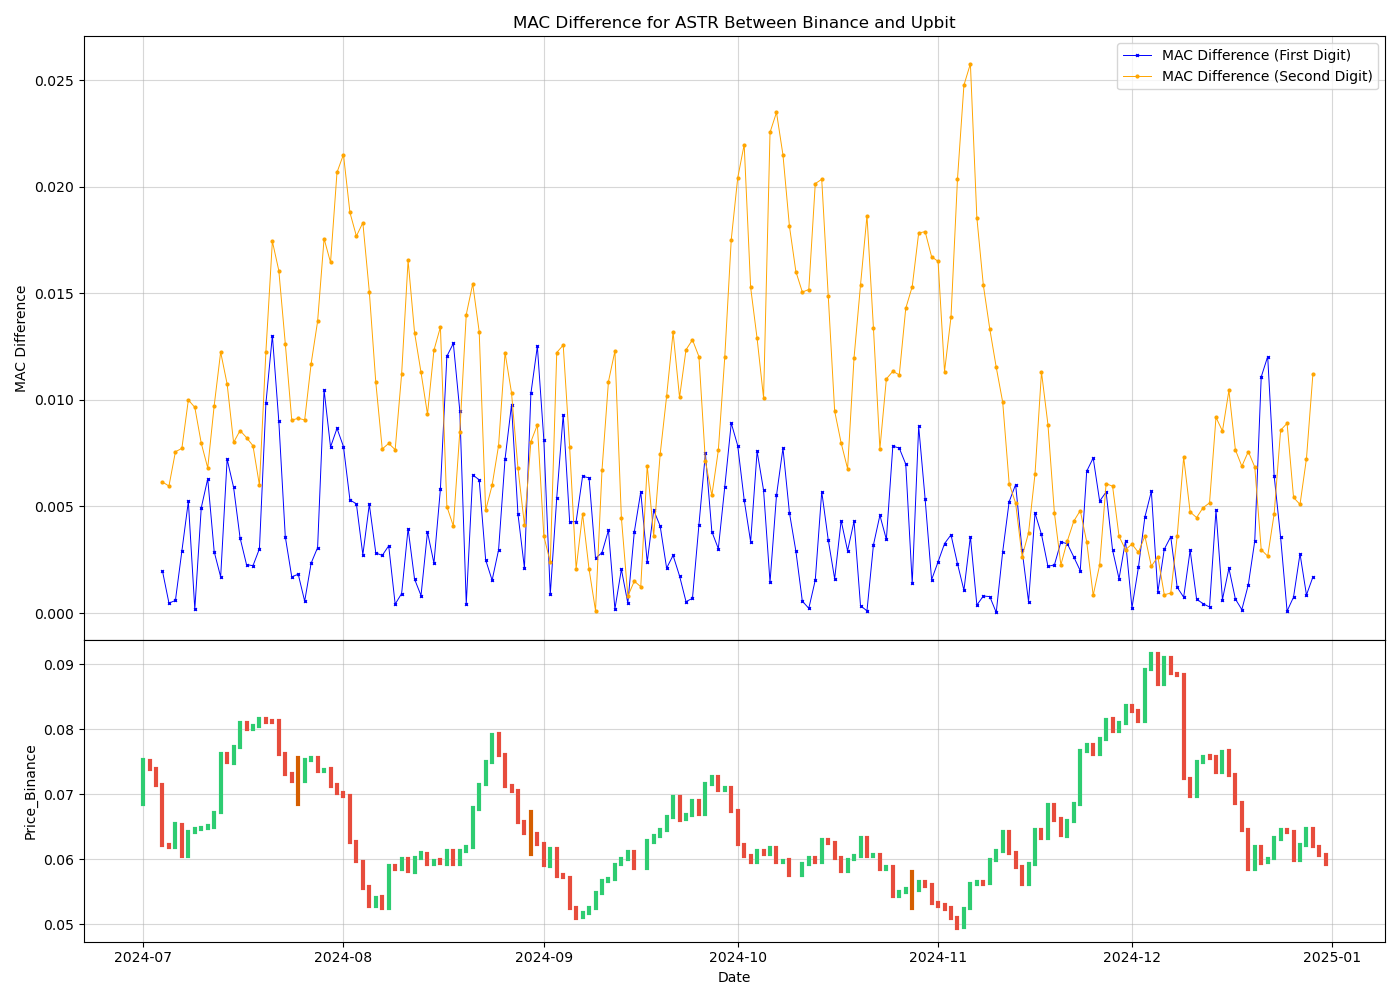 MAC Difference for ASTR Between Binance and Upbit
MAC Difference (First Digit)
MAC Difference (Second Digit)
MAC Difference
0.025
0.020
0.015
0.010
0.005
0.000
Price_Binance
0.09
0.08
0.07
0.06
0.05
2024-07 2024-08 2024-09 2024-10 2024-11 2024-12 2025-01
Date